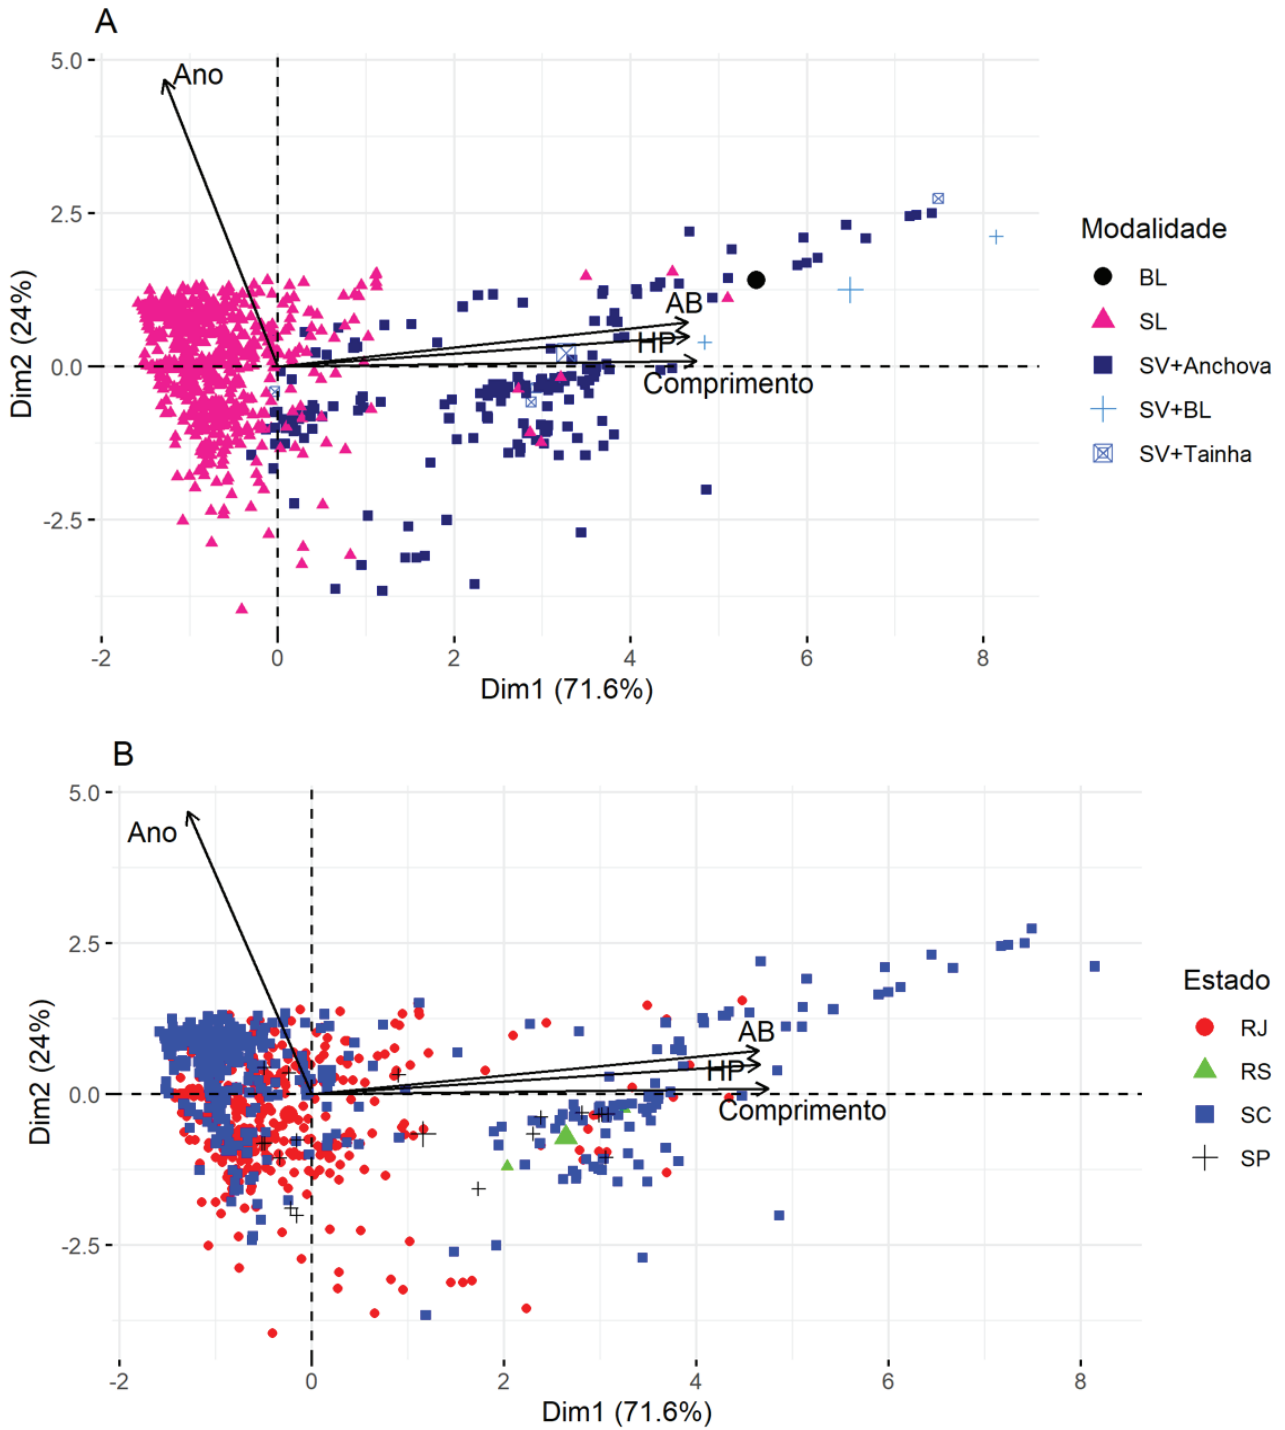 A
5.0
2.5
0.0
-2.5
Dim2 (24%)
Ano
AB
HP
Comprimento
-2
0
2
4
6
8
Dim1 (71.6%)
Modalidade
BL
SL
SV+Anchova
SV+BL
SV+Tainha
B
5.0
2.5
0.0
-2.5
Dim2 (24%)
Ano
AB
HP
Comprimento
-2
0
2
4
6
8
Dim1 (71.6%)
Estado
RJ
RS
SC
SP